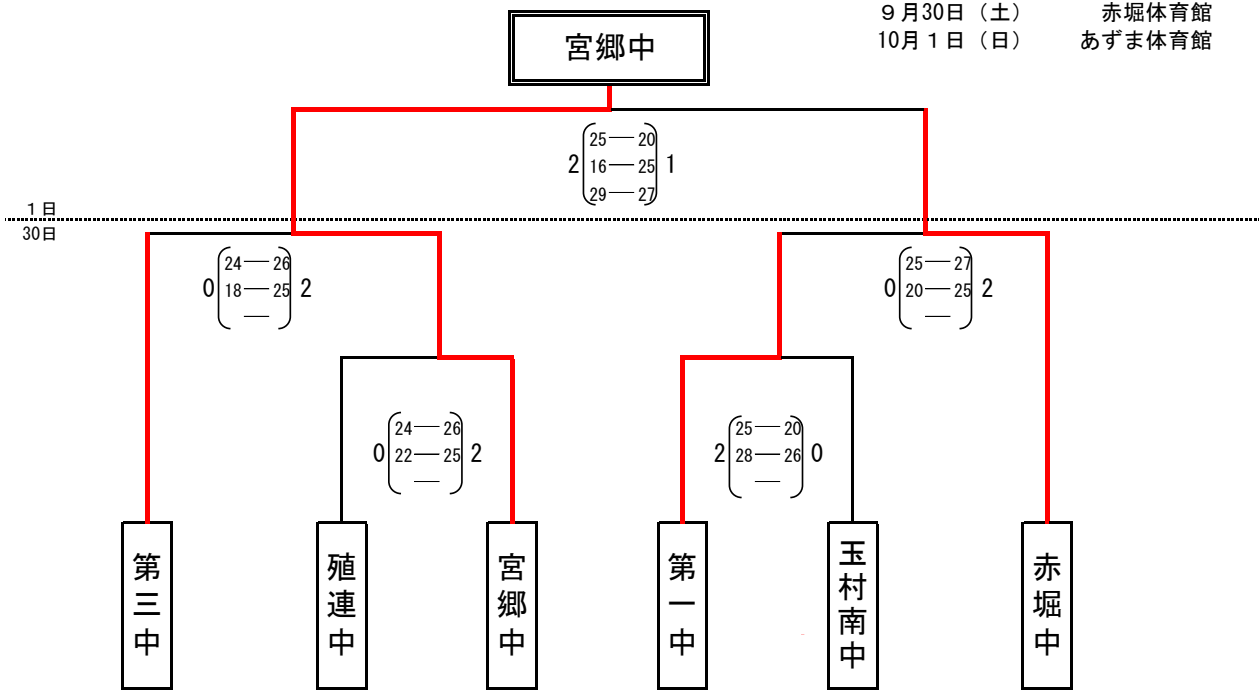 ９月30日（土） 赤堀体育館
10月１日（日） あずま体育館
宮郷中
25 — 20
2 16 — 25 1
29 — 27
１日
30日
24 — 26
0 18 — 25 2
—
25 — 27
0 20 — 25 2
—
24 — 26
0 22 — 25 2
—
25 — 20
2 28 — 26 0
—
第三中
殖連中
宮郷中
第一中
玉村南中
赤堀中